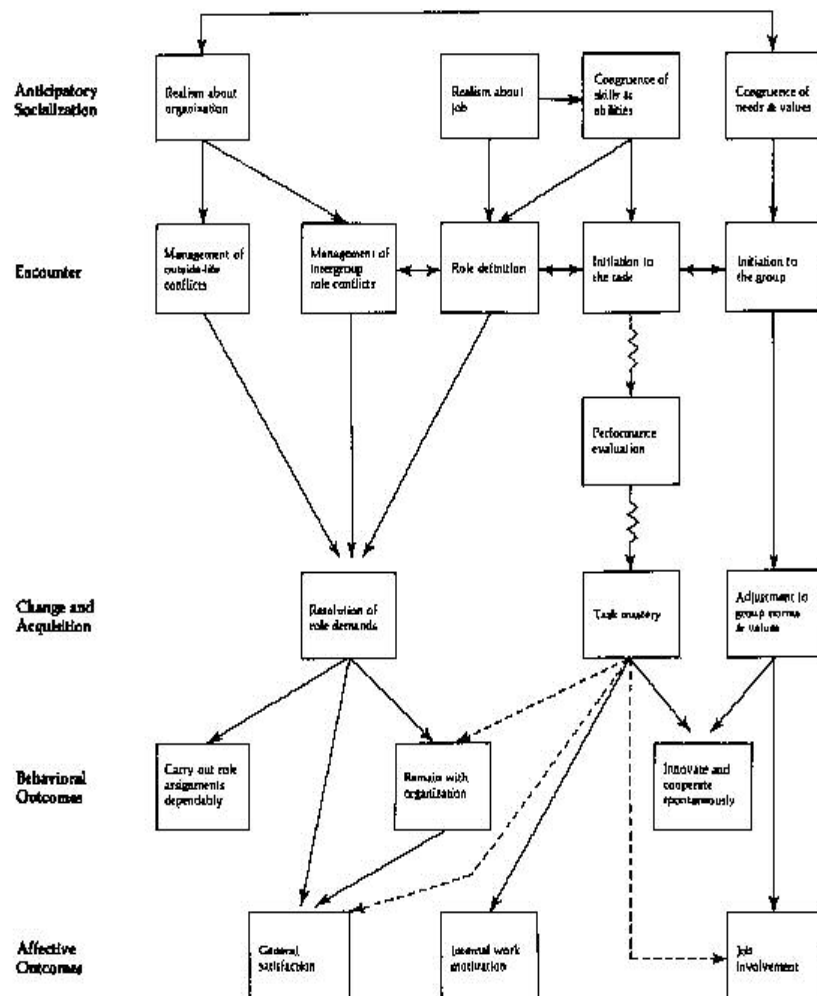 Anticipatory
Socialization
Realism about
organization
Realism about
job
Congruence of
skills &
abilities
Congruence of
needs & values
Encounter
Management of
outside-life
conflicts
Management of
intergroup
role conflicts
Role definition
Initiation to
the task
Initiation to
the group
Performance
evaluation
Change and
Acquisition
Resolution of
role demands
Task mastery
Adjustment to
group norms
& values
Behavioral
Outcomes
Carry out role
assignments
dependably
Remain with
organization
Innovate and
cooperate
spontaneously
Affective
Outcomes
General
satisfaction
Internal work
motivation
Job
involvement